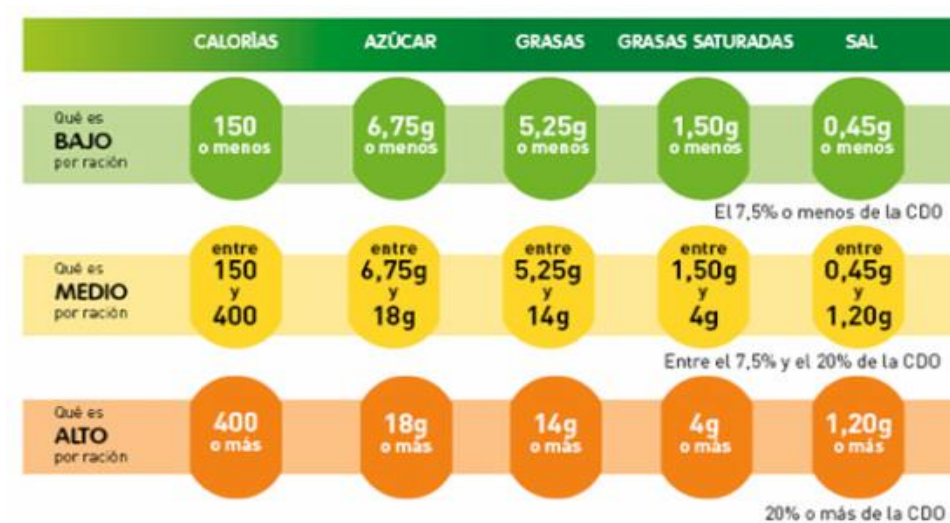 CALORÍAS AZÚCAR GRASAS GRASAS SATURADAS SAL
Qué es
BAJO
por ración
150
o menos
6,75g
o menos
5,25g
o menos
1,50g
o menos
0,45g
o menos
El 7,5% o menos de la CDO
Qué es
MEDIO
por ración
entre
150
y
400
entre
6,75g
y
18g
entre
5,25g
y
14g
entre
1,50g
y
4g
entre
0,45g
y
1,20g
Entre el 7,5% y el 20% de la CDO
Qué es
ALTO
por ración
400
o más
18g
o más
14g
o más
4g
o más
1,20g
o más
20% o más de la CDO